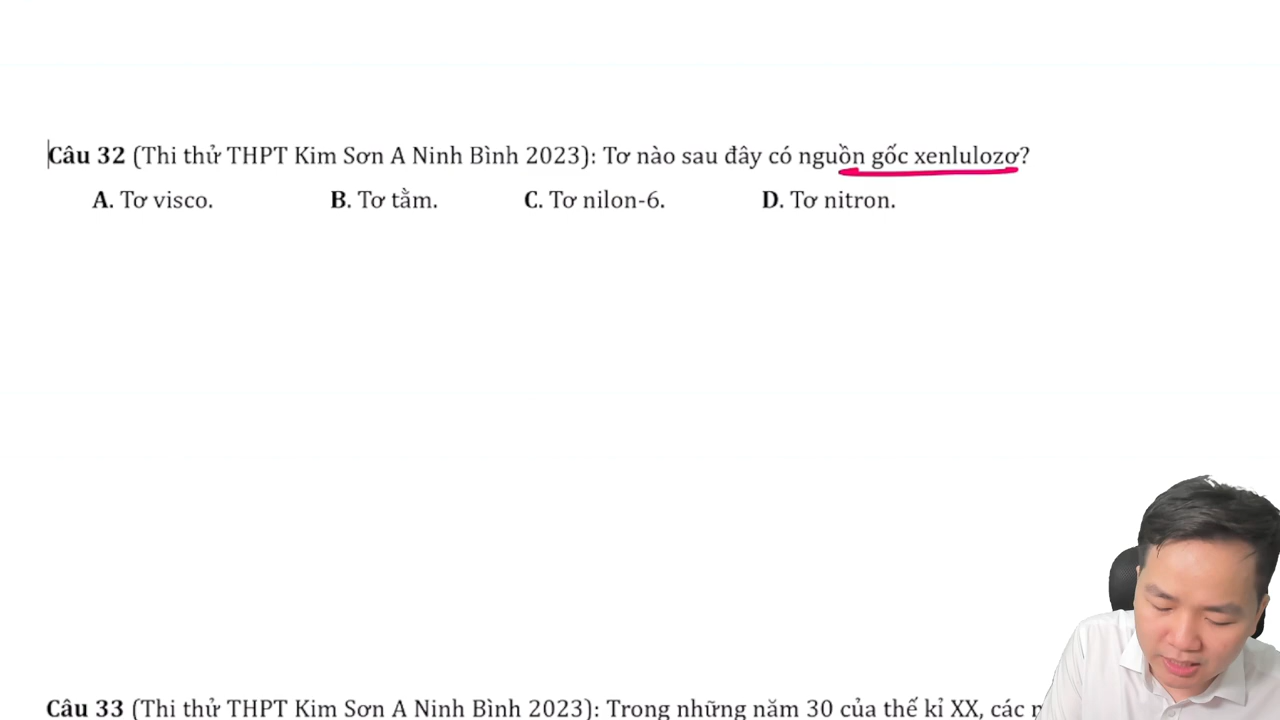 Câu 32 (Thi thử THPT Kim Sơn A Ninh Bình 2023): Tơ nào sau đây có nguồn gốc xenlulozơ?
A. Tơ visco. B. Tơ tằm. C. Tơ nilon-6. D. Tơ nitron.
Câu 33 (Thi thử THPT Kim Sơn A Ninh Bình 2023): Trong những năm 30 của thế kỉ XX, các